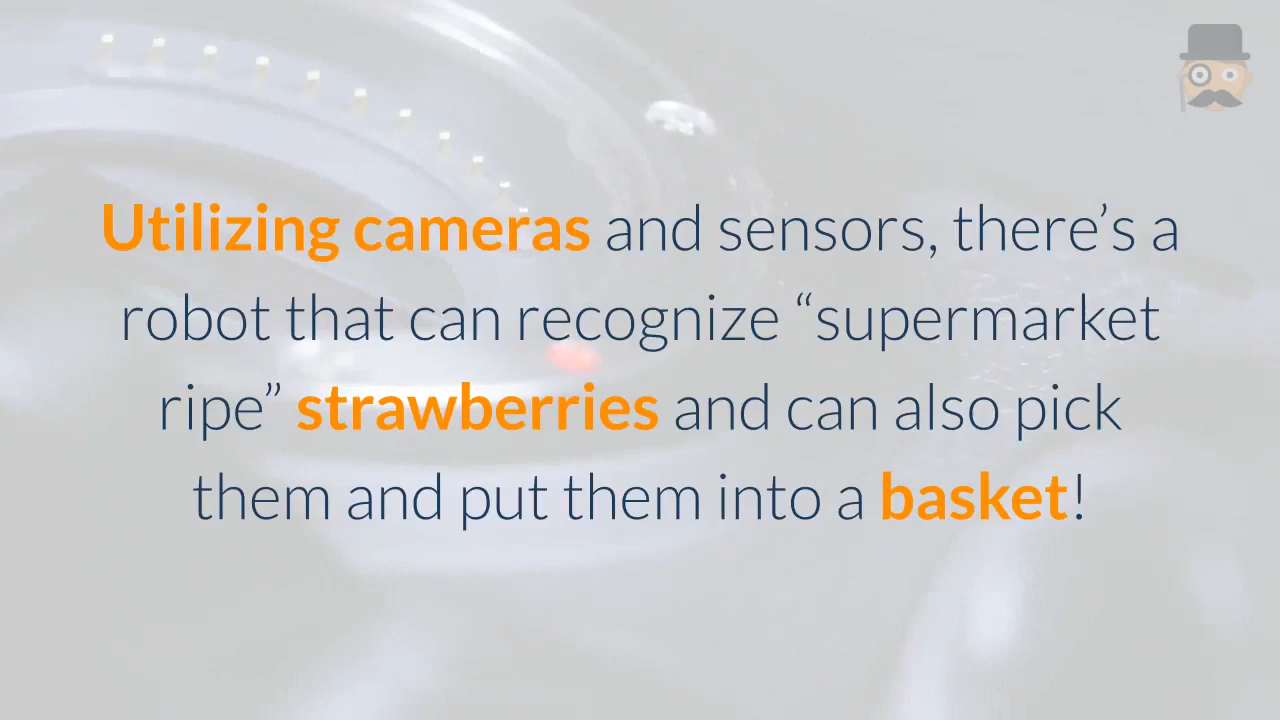 Utilizing cameras and sensors, there’s a
robot that can recognize “supermarket
ripe” strawberries and can also pick
them and put them into a basket!